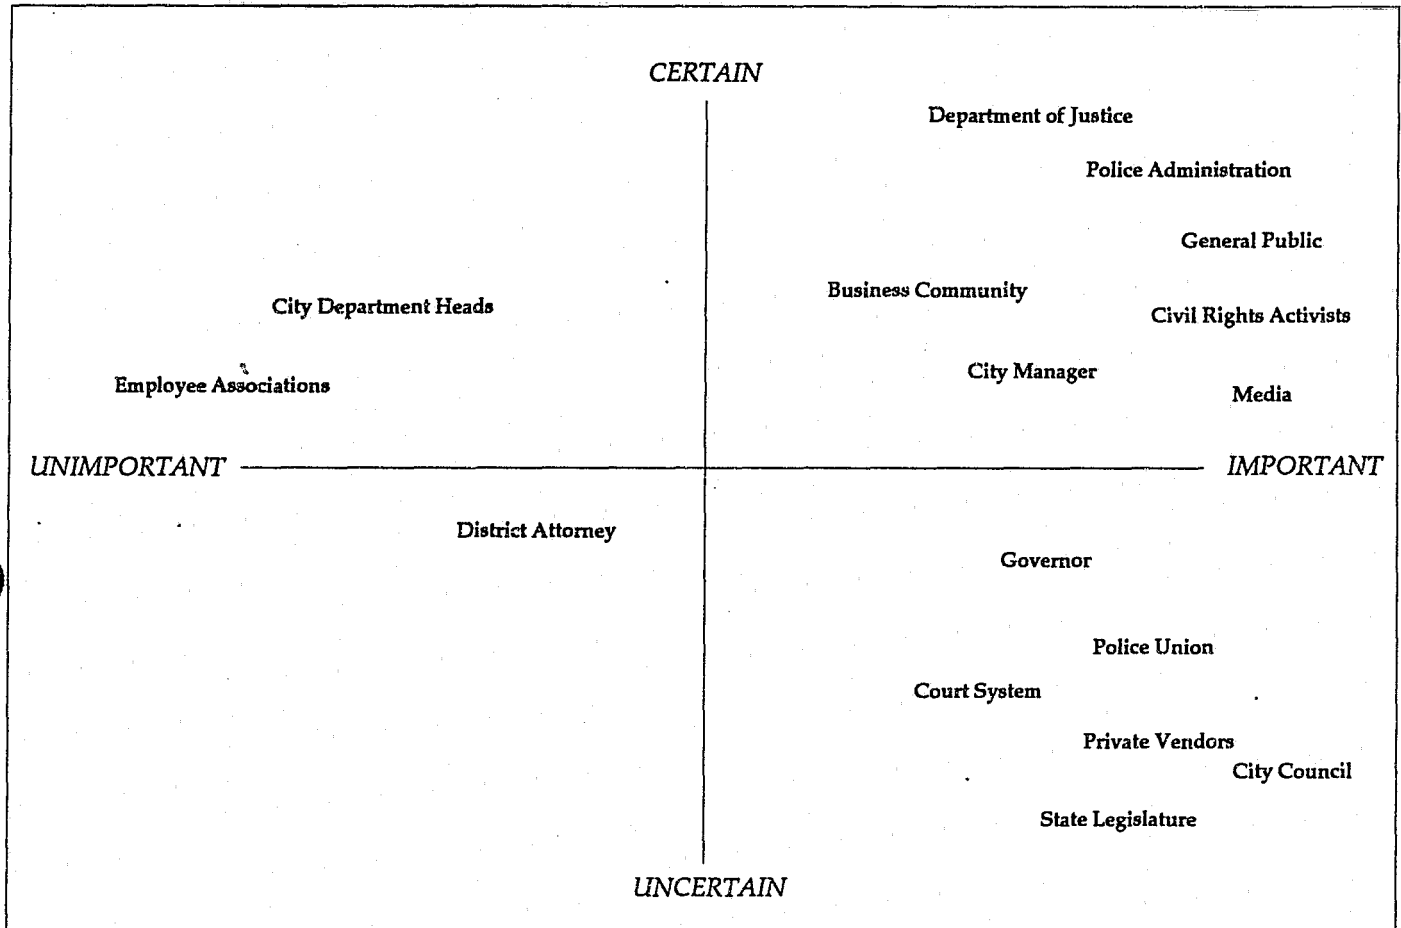 CERTAIN
Department of Justice
Police Administration
General Public
Business Community
City Department Heads
Civil Rights Activists
City Manager
Employee Associations
Media
UNIMPORTANT
IMPORTANT
District Attorney
Governor
Police Union
Court System
Private Vendors
City Council
State Legislature
UNCERTAIN